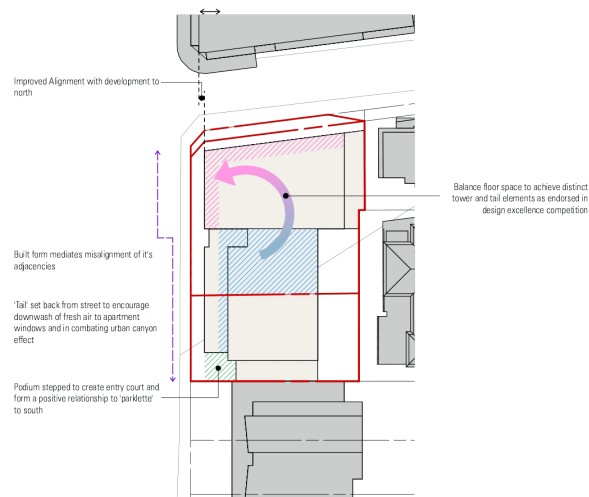 Improved Alignment with development to
north
Balance floor space to achieve distinct
tower and tail elements as endorsed in
design excellence competition
Built form mediates misalignment of it's
adjacencies
'Tail' set back from street to encourage
downwash of fresh air to apartment
windows and in combating urban canyon
effect
Podium stepped to create entry court and
form a positive relationship to 'parklette'
to south